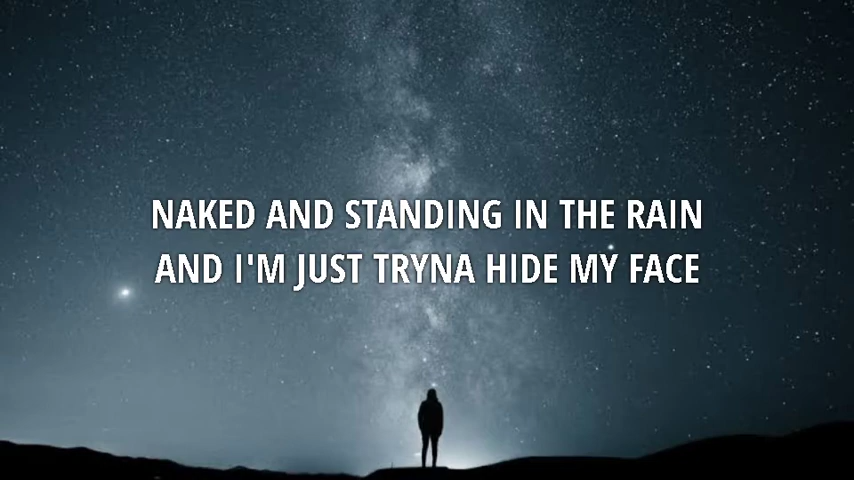 NAKED AND STANDING IN THE RAIN
AND I'M JUST TRYNA HIDE MY FACE